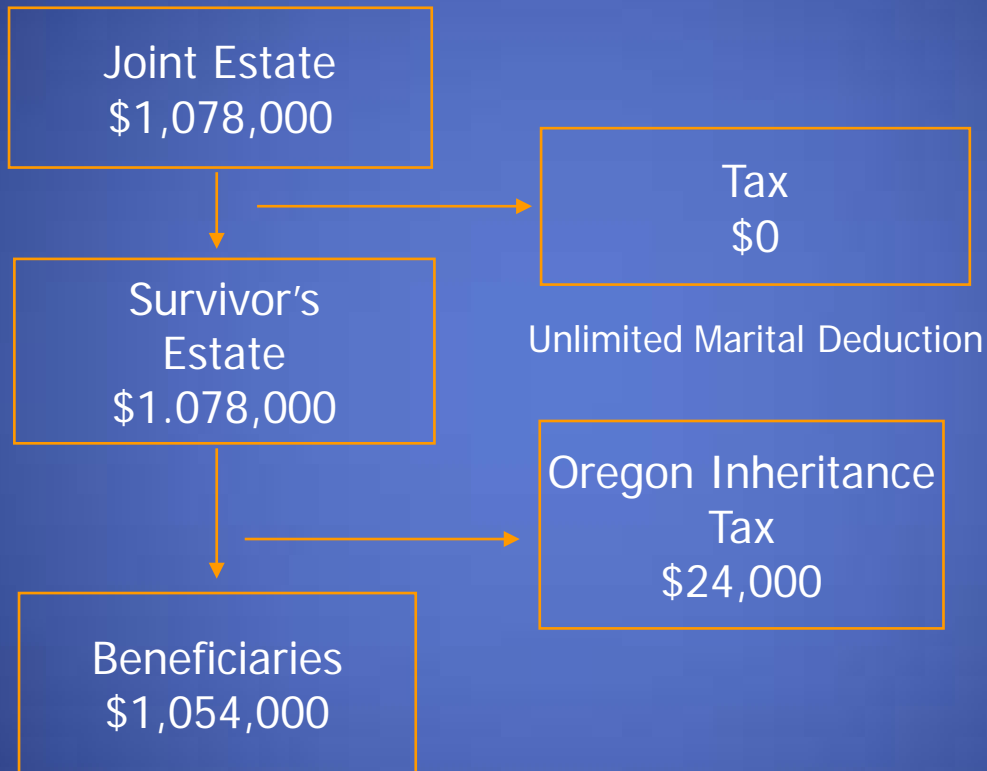 Joint Estate
$1,078,000
Tax
$0
Survivor’s
Estate
$1.078,000
Unlimited Marital Deduction
Oregon Inheritance
Tax
$24,000
Beneficiaries
$1,054,000